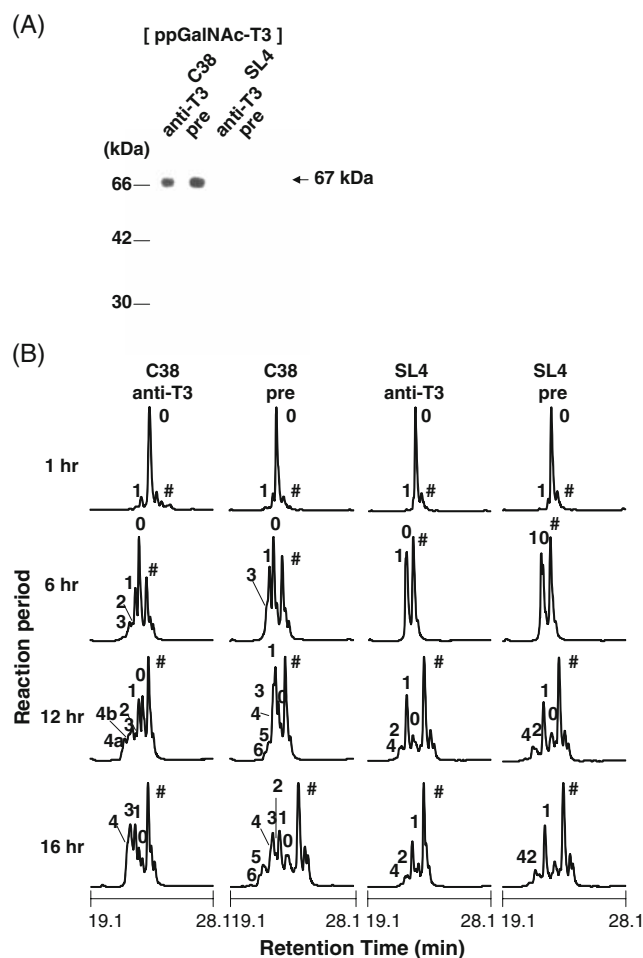 (A)
[ ppGalNAc-T3 ]
C38 SL4
anti-T3 pre anti-T3 pre
(kDa)
66 67 kDa
42
30
(B)
C38 anti-T3 C38 pre SL4 anti-T3 SL4 pre
Reaction period
1 hr
1 0 #
1 0 #
1 0 #
1 0 #
6 hr
3 2 1 0 #
3 1 0 #
1 0 #
10 #
12 hr
4b 4a 2 3 1 0 #
6 5 4 3 1 0 #
4 2 1 0 #
4 2 1 0 #
16 hr
4 3 1 0 #
6 5 4 3 2 1 0 #
4 2 1 #
42 1 #
19.1 28.1 19.1 28.1 19.1 28.1 19.1 28.1
Retention Time (min)